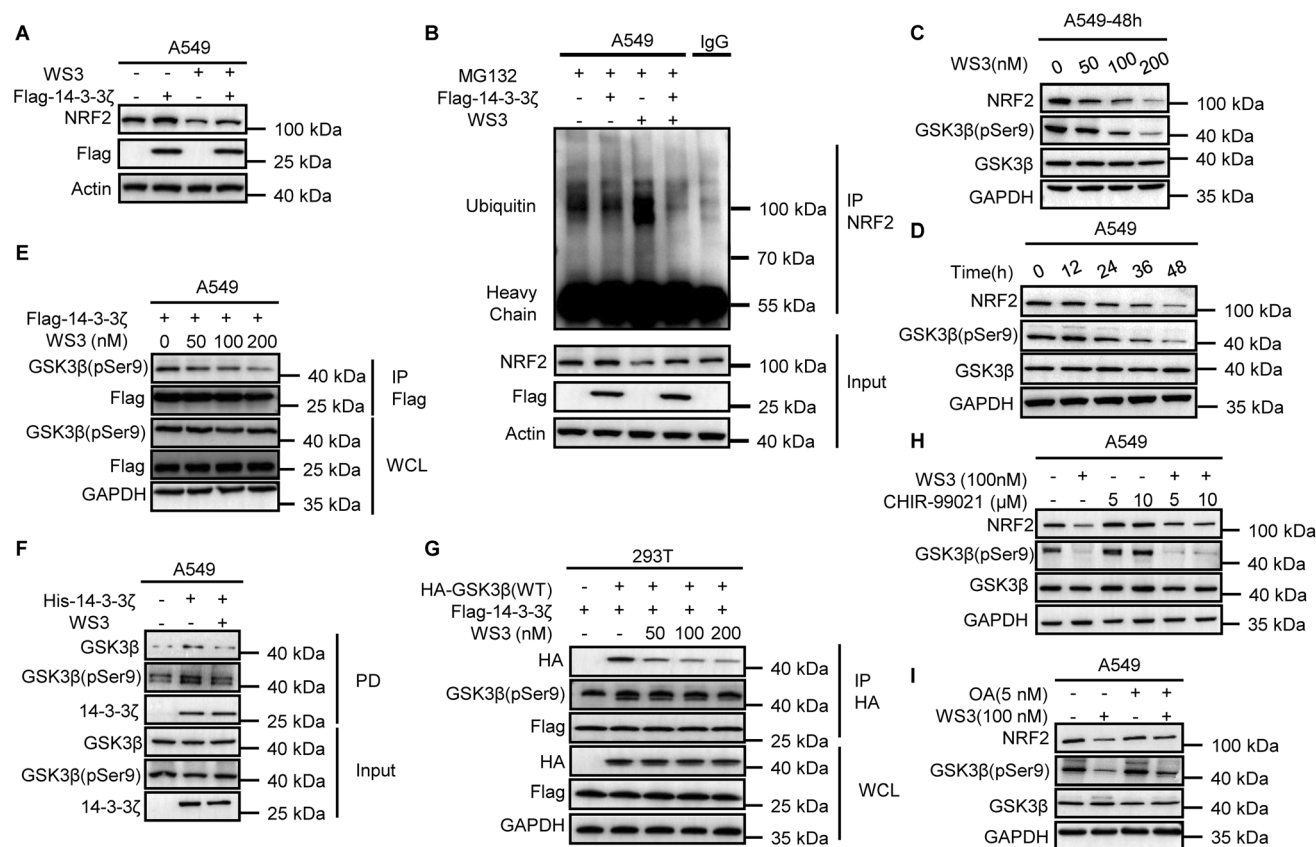 A
A549
WS3 - - + +
Flag-14-3-3ζ - + - +
NRF2
100 kDa
Flag
25 kDa
Actin
40 kDa
B
A549 IgG
MG132 + + + +
Flag-14-3-3ζ - + - +
WS3 - - + +
Ubiquitin
100 kDa
70 kDa
Heavy
Chain
55 kDa
IP
NRF2
NRF2
100 kDa
Flag
25 kDa
Actin
40 kDa
Input
C
A549-48h
WS3(nM) 0 50 100 200
NRF2
100 kDa
GSK3β(pSer9)
40 kDa
GSK3β
40 kDa
GAPDH
35 kDa
D
A549
Time(h) 0 12 24 36 48
NRF2
100 kDa
GSK3β(pSer9)
40 kDa
GSK3β
40 kDa
GAPDH
35 kDa
E
A549
Flag-14-3-3ζ + + + +
WS3 (nM) 0 50 100 200
GSK3β(pSer9)
40 kDa
Flag
25 kDa
IP
Flag
GSK3β(pSer9)
40 kDa
Flag
25 kDa
GAPDH
35 kDa
WCL
F
A549
His-14-3-3ζ - + +
WS3 - - +
GSK3β
40 kDa
GSK3β(pSer9)
40 kDa
14-3-3ζ
25 kDa
PD
GSK3β
40 kDa
GSK3β(pSer9)
40 kDa
14-3-3ζ
25 kDa
Input
G
293T
HA-GSK3β(WT) - + + + +
Flag-14-3-3ζ + + + + +
WS3 (nM) - - 50 100 200
HA
40 kDa
GSK3β(pSer9)
40 kDa
Flag
25 kDa
IP
HA
HA
40 kDa
Flag
25 kDa
GAPDH
35 kDa
WCL
H
A549
WS3 (100nM) - + - - + +
CHIR-99021 (μM) - - 5 10 5 10
NRF2
100 kDa
GSK3β(pSer9)
40 kDa
GSK3β
40 kDa
GAPDH
35 kDa
I
A549
OA(5 nM) - - + +
WS3(100 nM) - + - +
NRF2
100 kDa
GSK3β(pSer9)
40 kDa
GSK3β
40 kDa
GAPDH
35 kDa